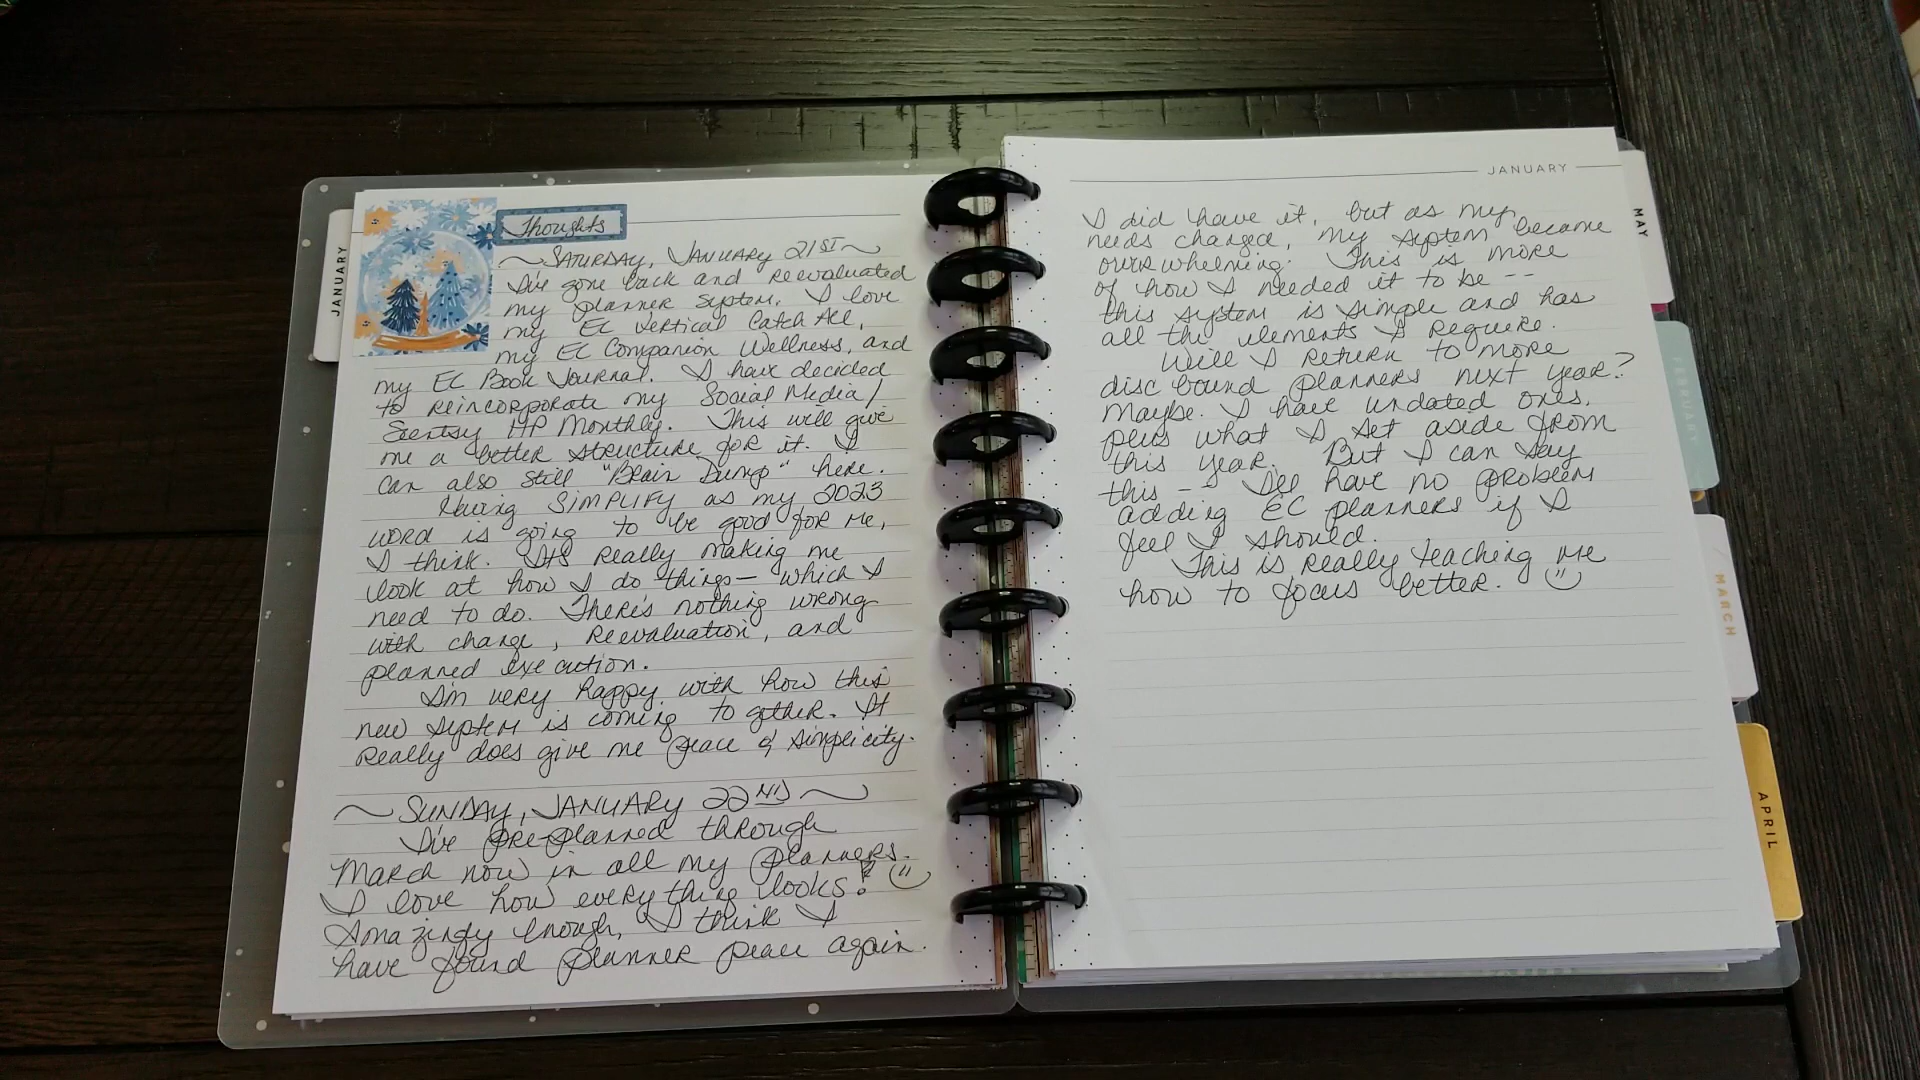 Thoughts
~ SATURDAY, JANUARY 21ST ~
I've gone back and reevaluated
my planner system. I love
my EC Vertical Catch All,
my EC Companion Wellness, and
my EC Book Journal. I have decided
to reincorporate my Social Media/
Scentsy HP Monthly. This will give
me a better structure for it. I
can also still "Brain Dump" here.
Having SIMPLIFY as my 2023
word is going to be good for me,
I think. Its really making me
look at how I do things— which I
need to do. There's nothing wrong
with change, reevaluation, and
planned execution.
I'm very happy with how this
new system is coming together. It
really does give me peace & simplicity.
~ SUNDAY, JANUARY 22ND ~
I've pre-planned through
March now in all my planners.
I love how everything looks!
Amazingly enough, I think I
have found planner peace again.
JANUARY
I did have it, but as my
needs changed, my system became
overwhelming. This is more
of how I needed it to be --
this system is simple and has
all the elements I require.
Will I return to more
disc bound planners next year?
Maybe. I have undated ones,
plus what I set aside from
this year. But I can say
this - I'll have no problem
adding EC planners if I
feel I should.
This is really teaching me
how to focus better.
JANUARY
MAY
FEBRUARY
MARCH
APRIL